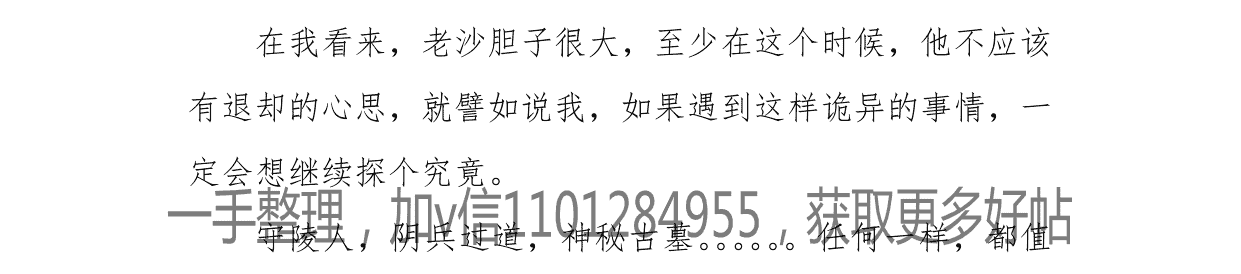 在我看来，老沙胆子很大，至少在这个时候，他不应该
有退却的心思，就譬如说我，如果遇到这样诡异的事情，一
定会想继续探个究竟。
一手整理，加v信1101284955，获取更多好帖
守陵人，阴兵过道，神秘古墓。。。。。。任何一样，都值